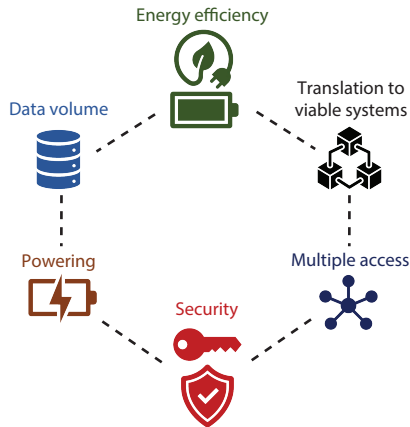 Energy efficiency
Translation to
viable systems
Data volume
Powering
Multiple access
Security